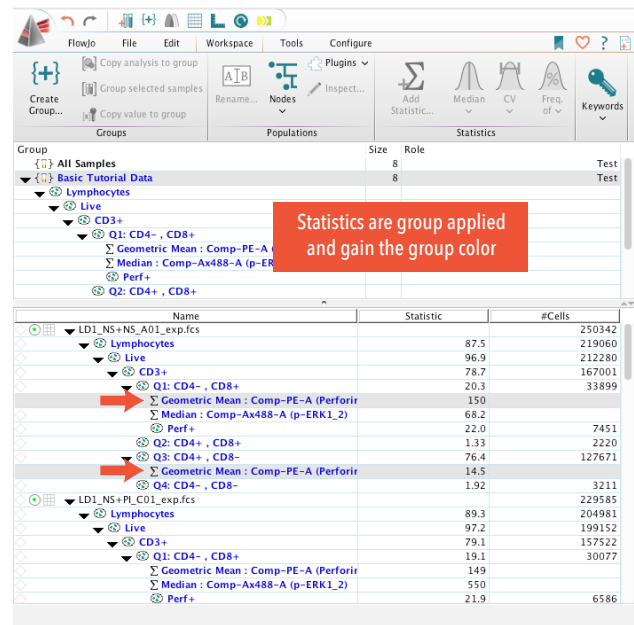 FlowJo File Edit Workspace Tools Configure ?
{+} Copy analysis to group A I B Plugins Σ
Group selected samples Rename... Nodes Inspect... Add Median CV Freq.
Create Statistic... of
Group... Copy value to group Keywords
Groups Populations Statistics
Group Size Role
All Samples 8 Test
Basic Tutorial Data 8 Test
Lymphocytes
Live
CD3+
Q1: CD4- , CD8+
Σ Geometric Mean : Comp-PE-A
Σ Median : Comp-Ax488-A (p-ER
Perf+
Q2: CD4+ , CD8+
Statistics are group applied
and gain the group color
Name Statistic #Cells
LD1_NS+NS_A01_exp.fcs 250342
Lymphocytes 87.5 219060
Live 96.9 212280
CD3+ 78.7 167001
Q1: CD4- , CD8+ 20.3 33899
Σ Geometric Mean : Comp-PE-A (Perforir 150
Σ Median : Comp-Ax488-A (p-ERK1_2) 68.2
Perf+ 22.0 7451
Q2: CD4+ , CD8+ 1.33 2220
Q3: CD4+ , CD8- 76.4 127671
Σ Geometric Mean : Comp-PE-A (Perforir 14.5
Q4: CD4- , CD8- 1.92 3211
LD1_NS+PI_C01_exp.fcs 229585
Lymphocytes 89.3 204981
Live 97.2 199152
CD3+ 79.1 157522
Q1: CD4- , CD8+ 19.1 30077
Σ Geometric Mean : Comp-PE-A (Perforir 149
Σ Median : Comp-Ax488-A (p-ERK1_2) 550
Perf+ 21.9 6586